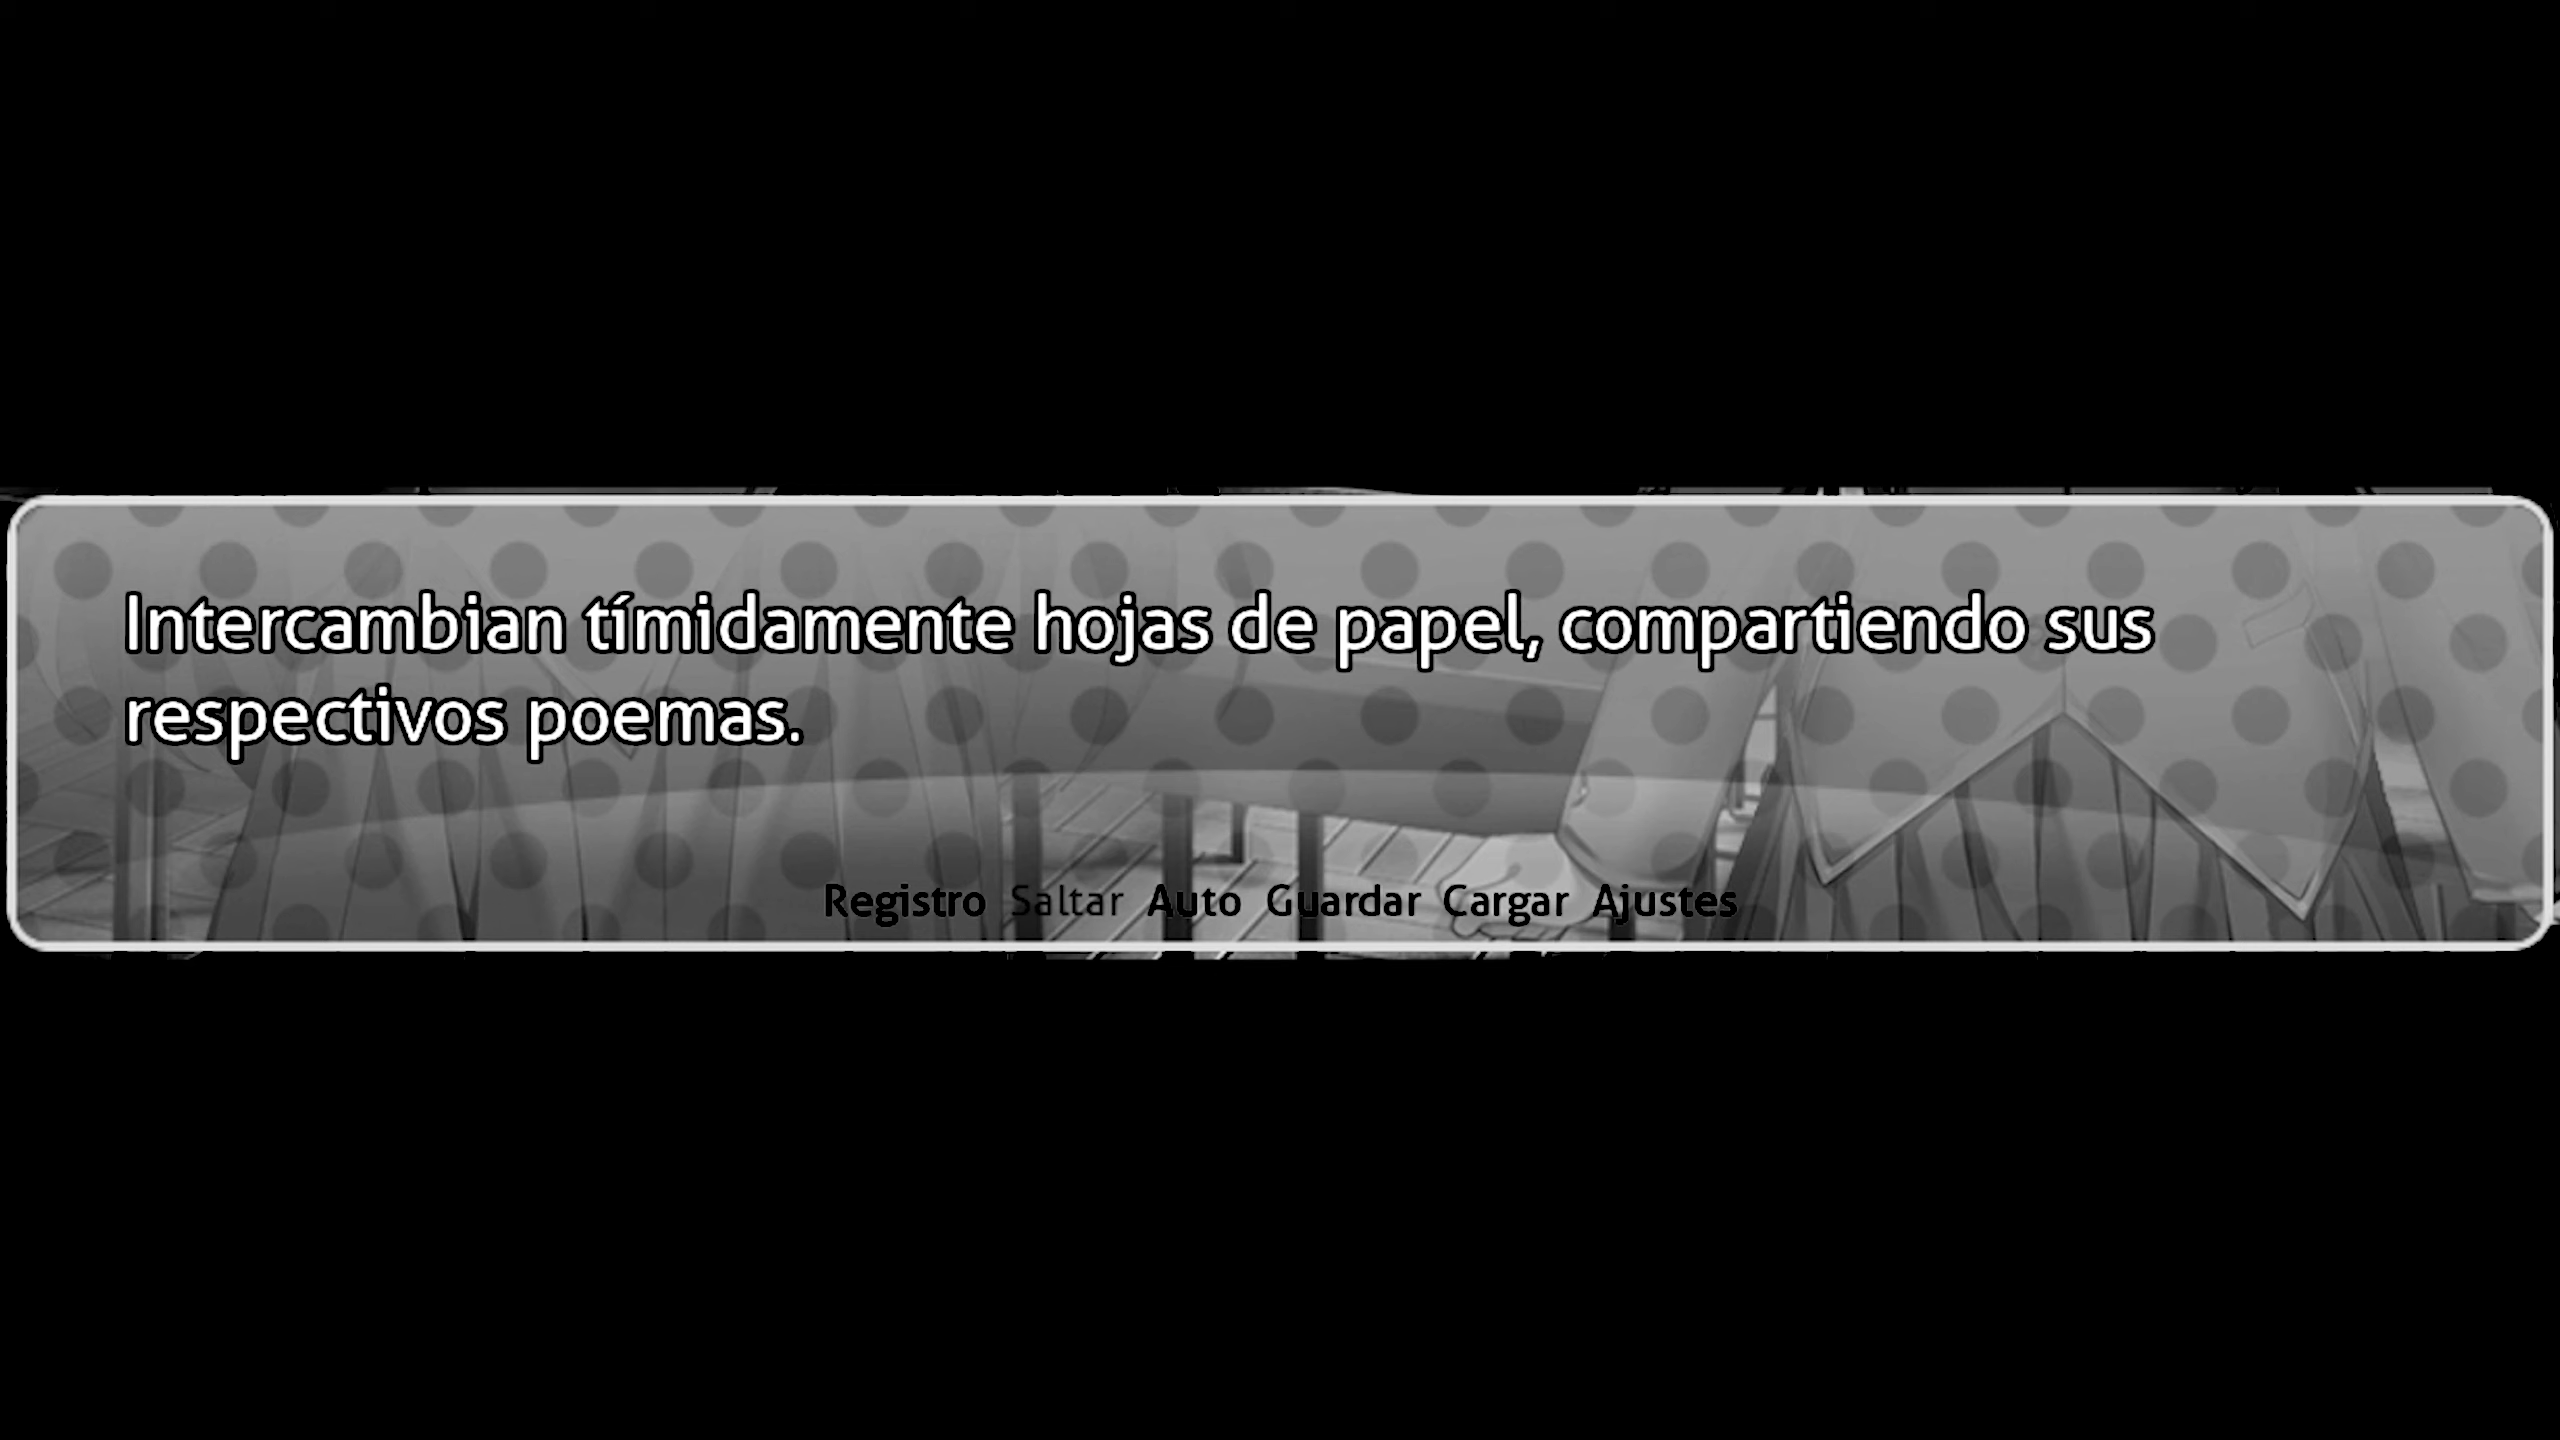 Intercambian tímidamente hojas de papel, compartiendo sus
respectivos poemas.
Registro Saltar Auto Guardar Cargar Ajustes